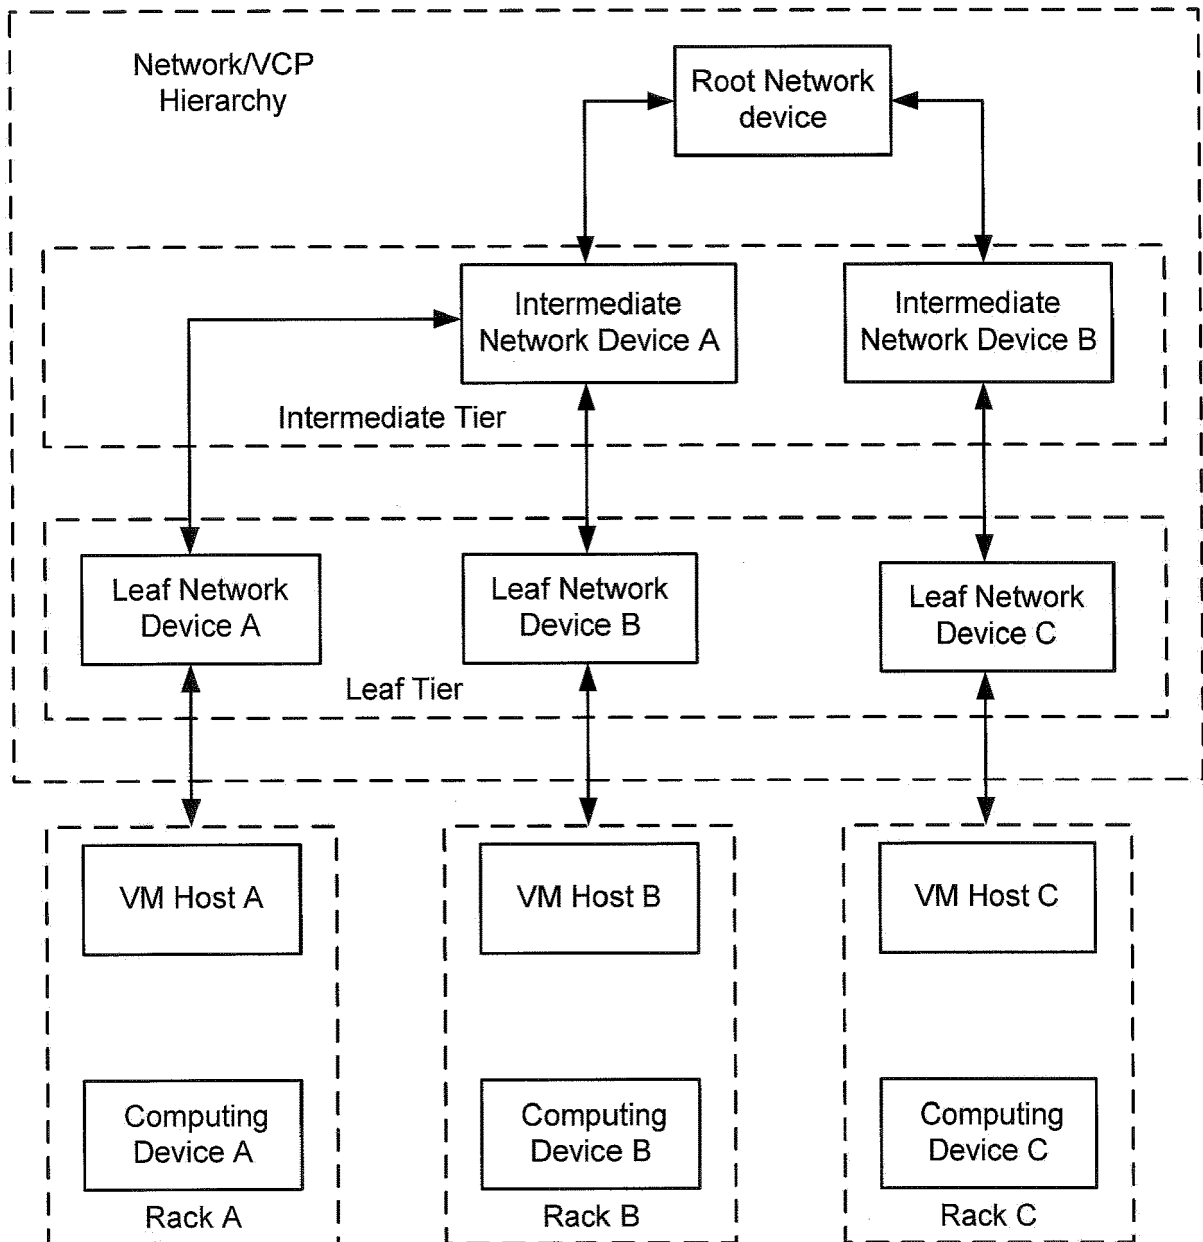 Network/VCP
Hierarchy
Root Network
device
Intermediate
Network Device A
Intermediate
Network Device B
Intermediate Tier
Leaf Network
Device A
Leaf Network
Device B
Leaf Network
Device C
Leaf Tier
VM Host A
VM Host B
VM Host C
Computing
Device A
Computing
Device B
Computing
Device C
Rack A
Rack B
Rack C